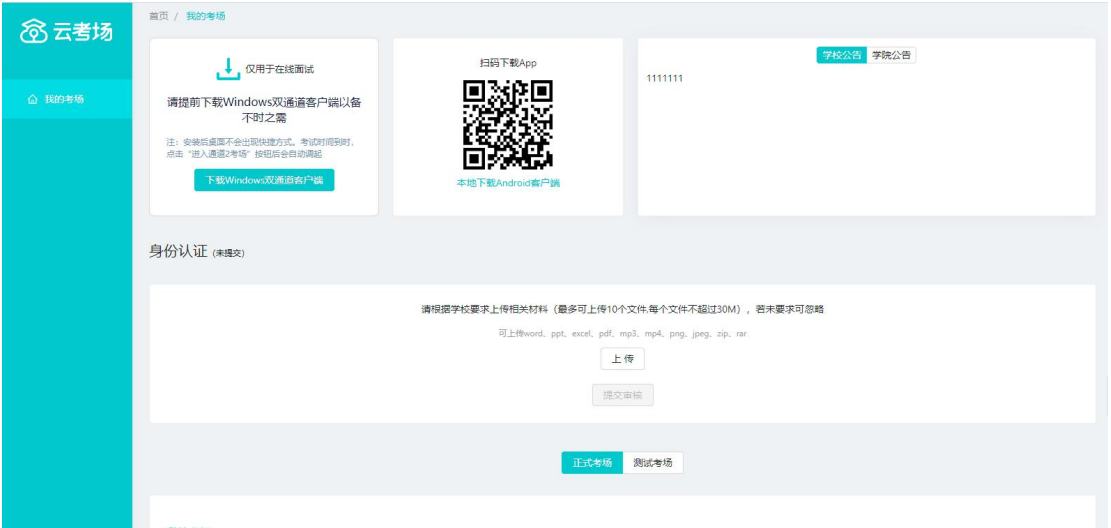 云考场
首页 / 我的考场
我的考场
仅用于在线面试
请提前下载Windows双通道客户端以备
不时之需
注：安装后桌面不会出现快捷方式。考试时间到时，
点击“进入通道2考场”按钮后会自动调起
下载Windows双通道客户端
扫码下载App
本地下载Android客户端
学校公告 学院公告
1111111
身份认证 (未提交)
请根据学校要求上传相关材料（最多可上传10个文件,每个文件不超过30M），若未要求可忽略
可上传word、ppt、excel、pdf、mp3、mp4、png、jpeg、zip、rar
上 传
提交审核
正式考场 测试考场